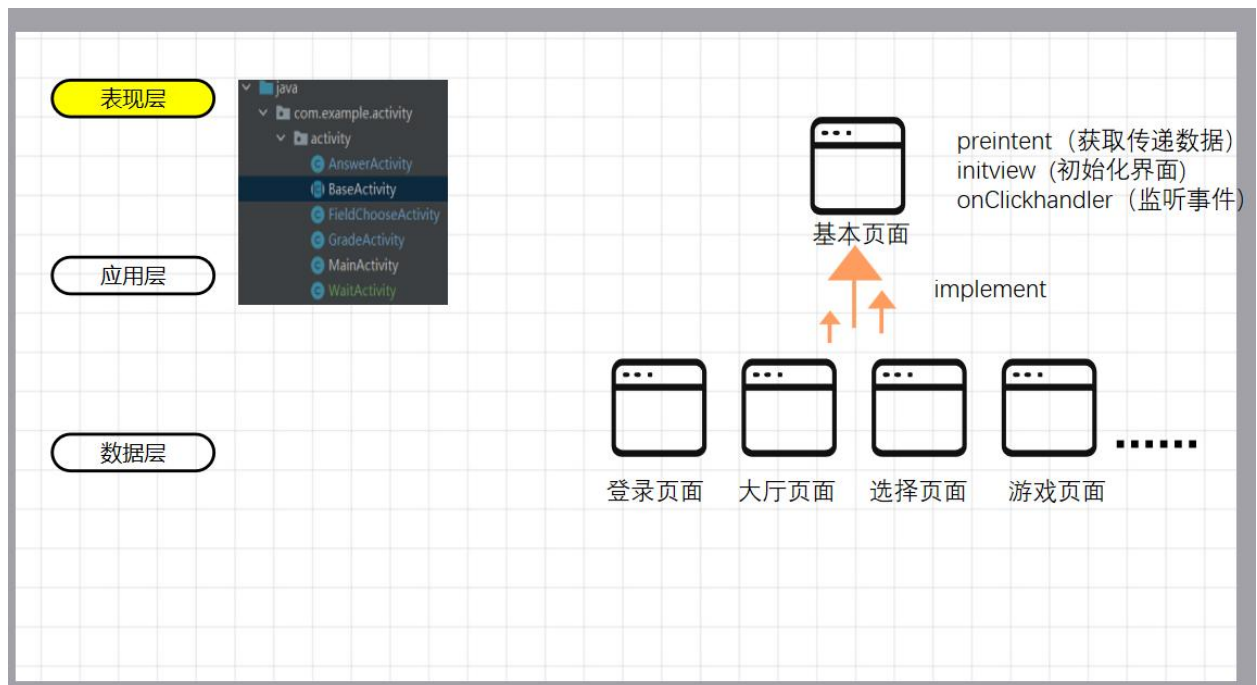 表现层
java
com.example.activity
activity
AnswerActivity
BaseActivity
FieldChooseActivity
GradeActivity
MainActivity
WaitActivity
应用层
数据层
preintent（获取传递数据）
initview (初始化界面)
onClickhandler（监听事件）
基本页面
implement
登录页面 大厅页面 选择页面 游戏页面